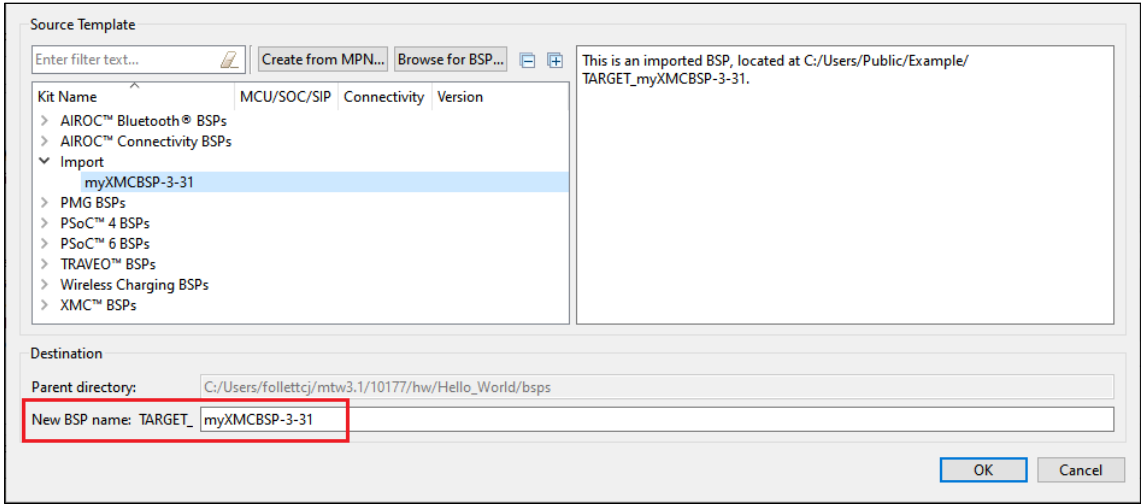 Source Template
Enter filter text...
Create from MPN...
Browse for BSP...
Kit Name MCU/SOC/SIP Connectivity Version
AIROC™ Bluetooth® BSPs
AIROC™ Connectivity BSPs
Import
myXMCBSP-3-31
PMG BSPs
PSoC™ 4 BSPs
PSoC™ 6 BSPs
TRAVEO™ BSPs
Wireless Charging BSPs
XMC™ BSPs
This is an imported BSP, located at C:/Users/Public/Example/
TARGET_myXMCBSP-3-31.
Destination
Parent directory: C:/Users/follettcj/mtw3.1/10177/hw/Hello_World/bsps
New BSP name: TARGET_ myXMCBSP-3-31
OK Cancel